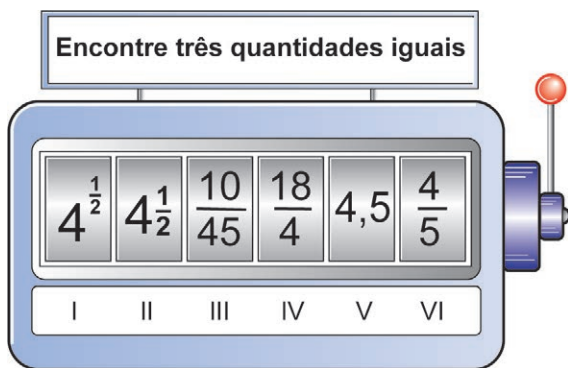 Encontre três quantidades iguais
4^{1/2} 4 1/2 10/45 18/4 4,5 4/5
I II III IV V VI